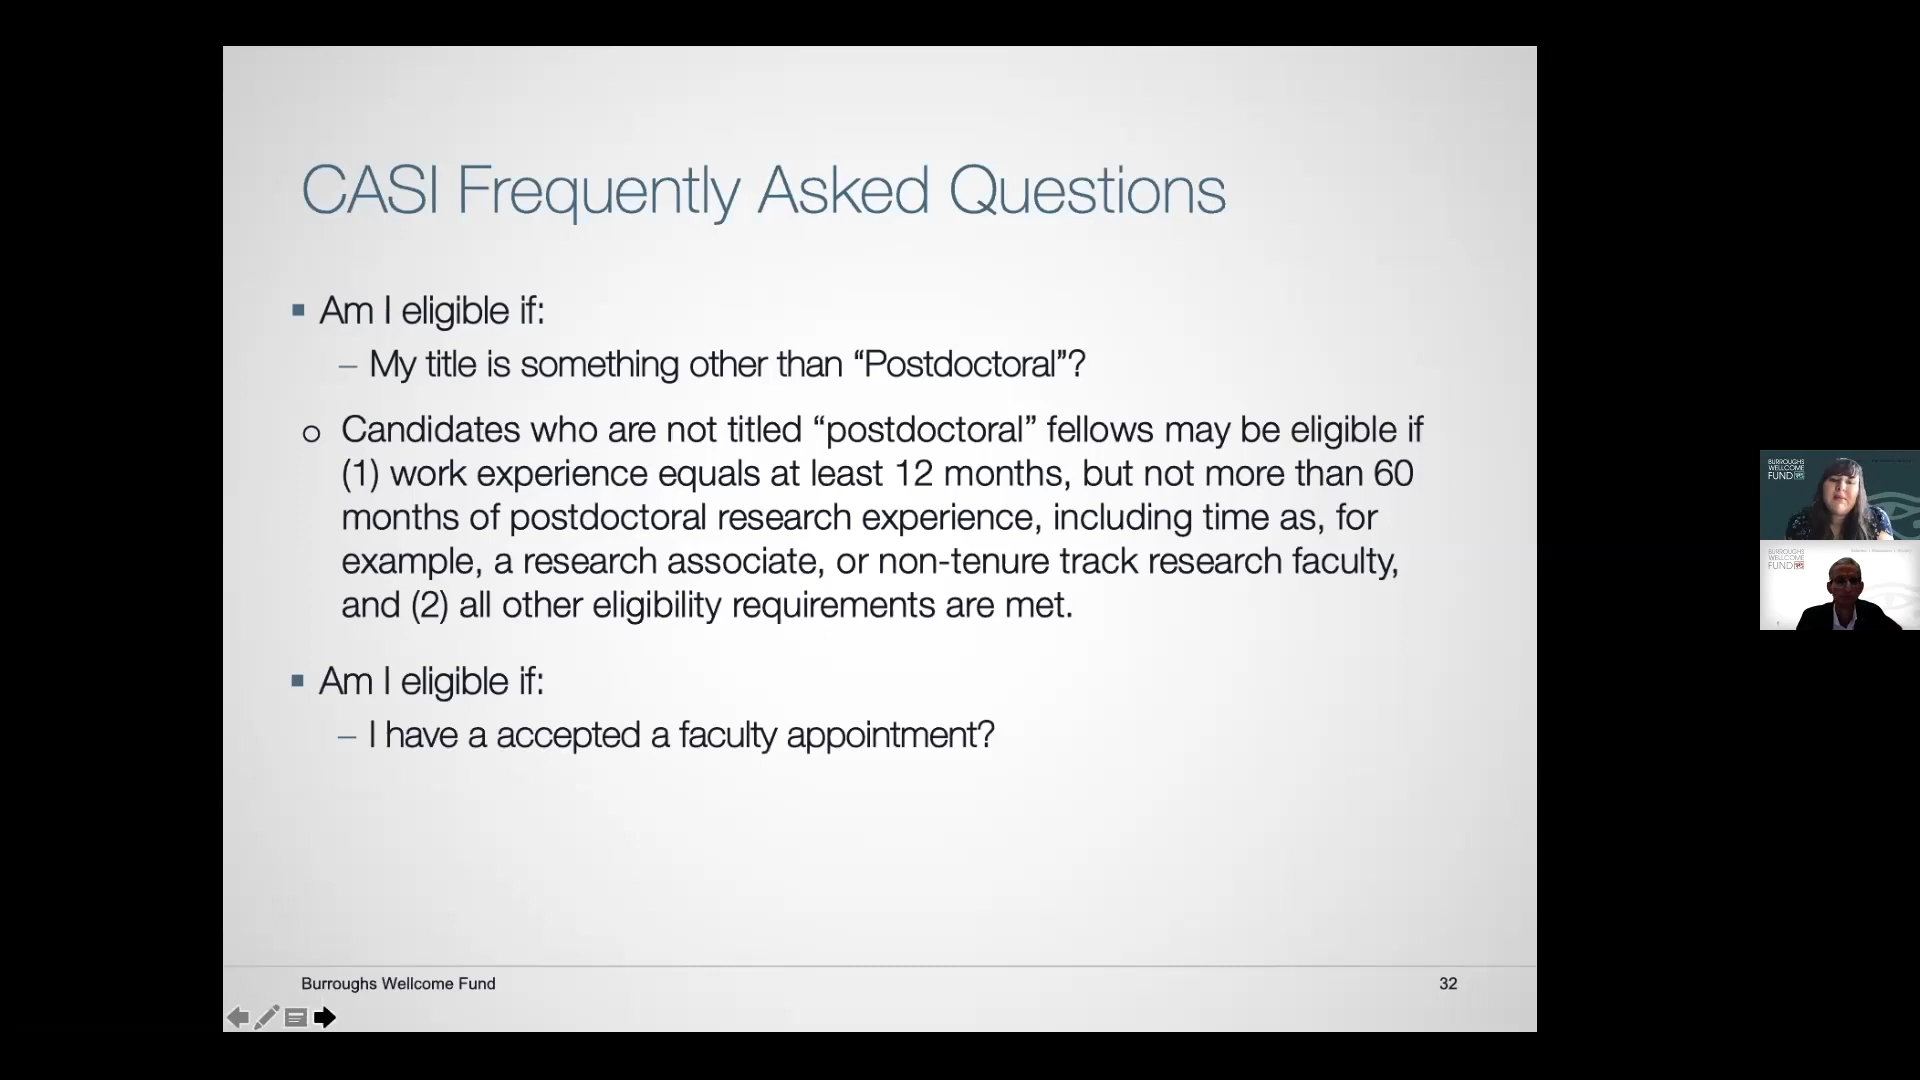 CASI Frequently Asked Questions
Am I eligible if:
– My title is something other than “Postdoctoral”?
o Candidates who are not titled “postdoctoral” fellows may be eligible if
(1) work experience equals at least 12 months, but not more than 60
months of postdoctoral research experience, including time as, for
example, a research associate, or non-tenure track research faculty,
and (2) all other eligibility requirements are met.
Am I eligible if:
– I have a accepted a faculty appointment?
Burroughs Wellcome Fund
32
BURROUGHS
WELLCOME
FUND
BURROUGHS
WELLCOME
FUND